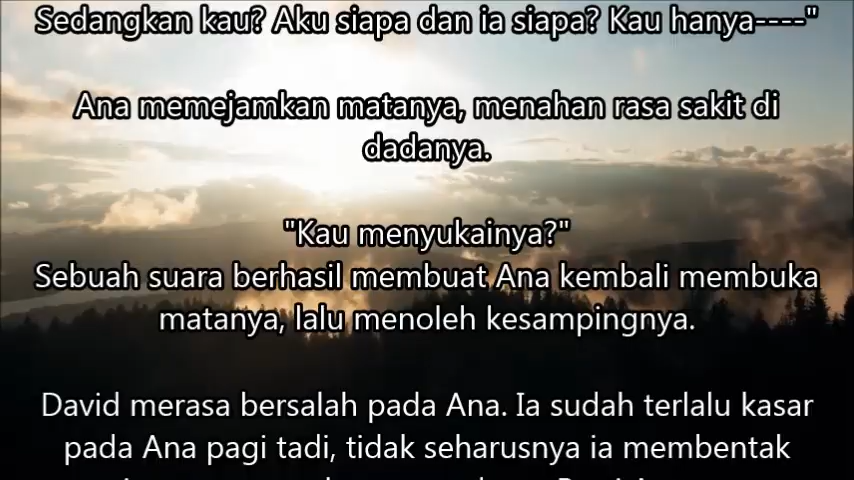 Sedangkan kau? Aku siapa dan ia siapa? Kau hanya----"
Ana memejamkan matanya, menahan rasa sakit di
dadanya.
"Kau menyukainya?"
Sebuah suara berhasil membuat Ana kembali membuka
matanya, lalu menoleh kesampingnya.
David merasa bersalah pada Ana. Ia sudah terlalu kasar
pada Ana pagi tadi, tidak seharusnya ia membentak